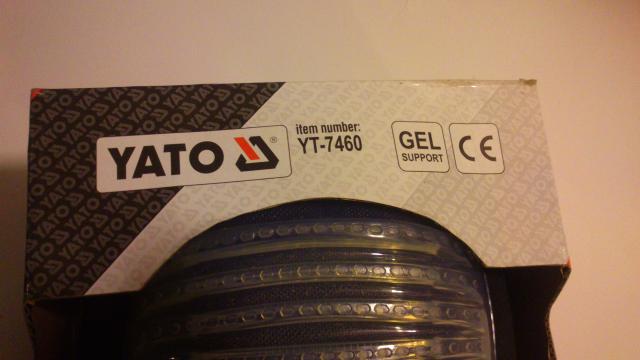 YATO ®
item number:
YT-7460
GEL
SUPPORT
CE